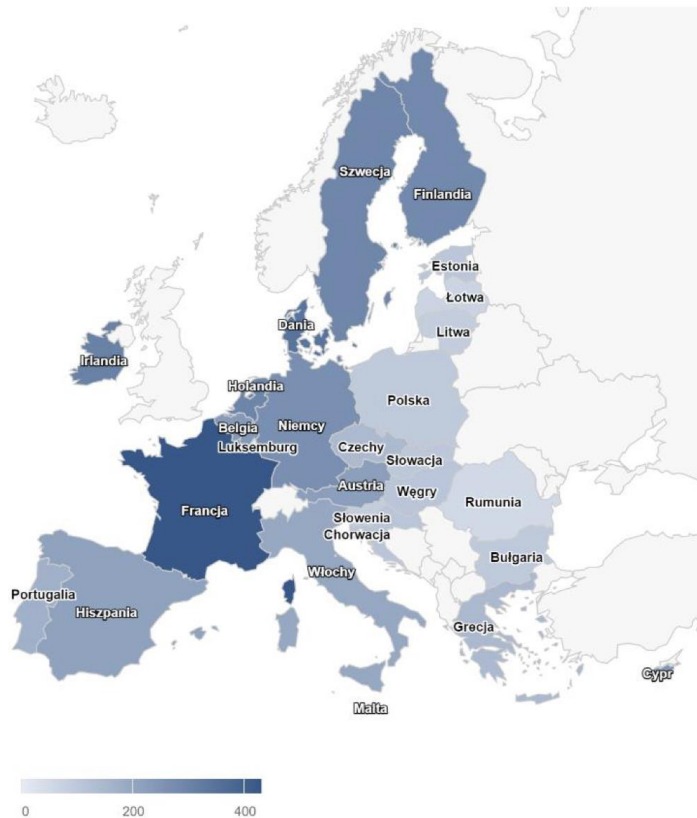 Szwecja
Finlandia
Estonia
Łotwa
Dania
Litwa
Irlandia
Holandia
Polska
Belgia
Niemcy
Luksemburg
Czechy
Słowacja
Austria
Węgry
Rumunia
Francja
Słowenia
Chorwacja
Bułgaria
Włochy
Portugalia
Hiszpania
Grecja
Cypr
Malta
0 200 400